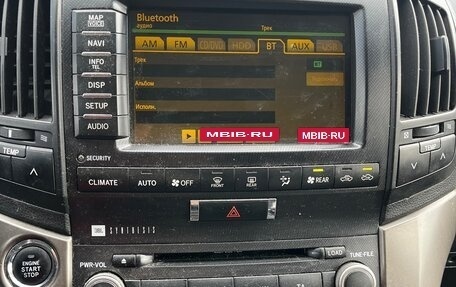 MAP
VOICE
NAVI
INFO
TEL
DISP
SETUP
AUDIO
Bluetooth
аудио
Трек
AM FM CD/DVD HDD BT AUX USB
Трек
Альбом
Исполн.
MBIB-RU
MBIB-RU
SECURITY
TEMP
TEMP
CLIMATE AUTO OFF FRONT REAR REAR
JBL SYNTHESIS
ENGINE
START
STOP
PWR·VOL
LOAD
TUNE·FILE